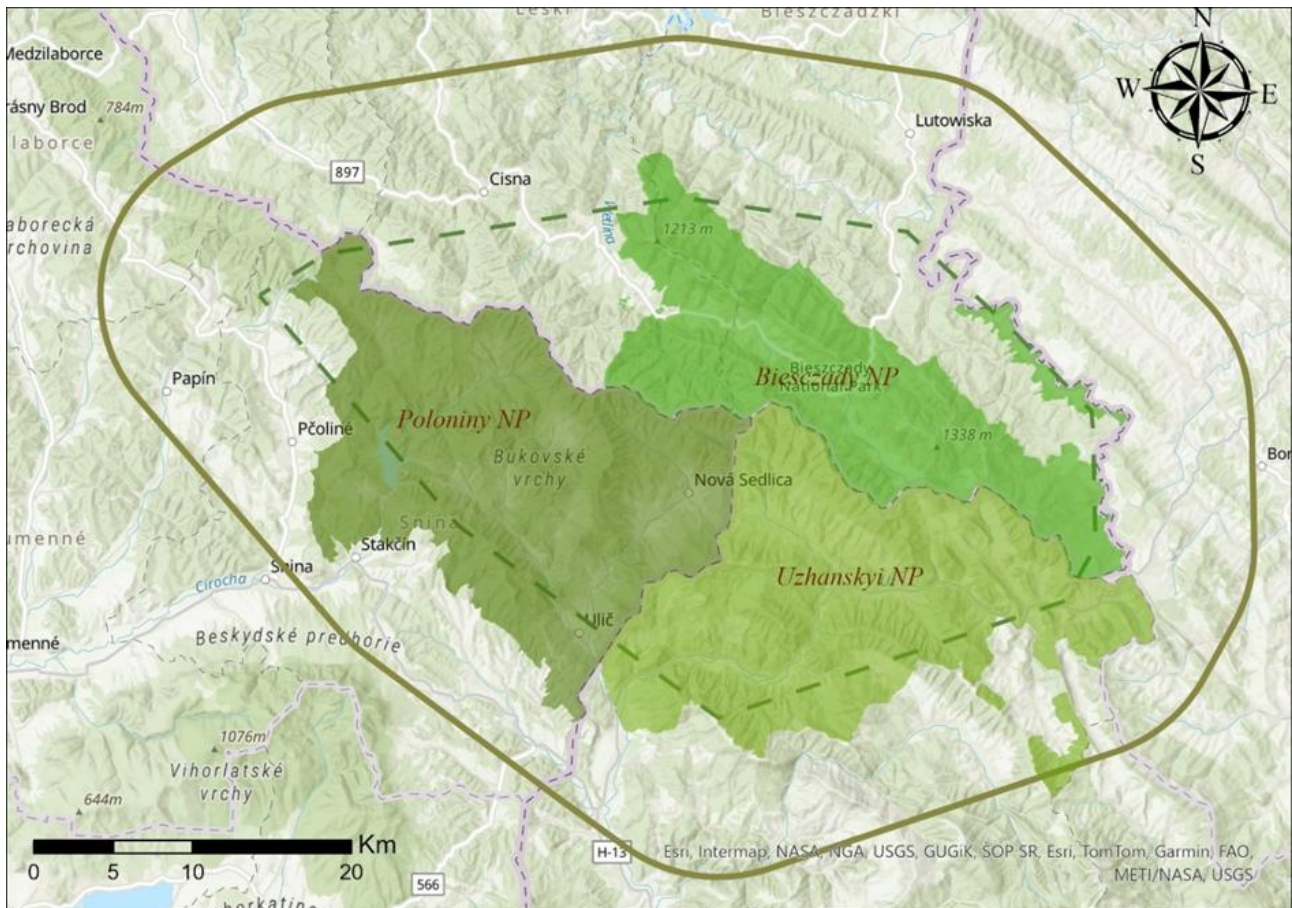 Medzilaborce
N
Lutowiska
W
E
S
rásny Brod
784m
laborce
897
Cisna
Wetlina
aborecká
rchovina
1213 m
Papín
Bieszczady
National Park
Biesczady NP
Poloniny NP
Pčoliné
1338 m
Bukovské
vrchy
Nová Sedlica
Bor
Snina
umenné
Stakčín
Snina
Cirocha
Uzhanskyi NP
Ulič
Beskydské predhorie
menné
1076m
Vihorlatské
vrchy
644m
Km
0 5 10 20
H-13
Esri, Intermap, NASA, NGA, USGS, GUGiK, ŠOP SR, Esri, TomTom, Garmin, FAO,
METI/NASA, USGS
566